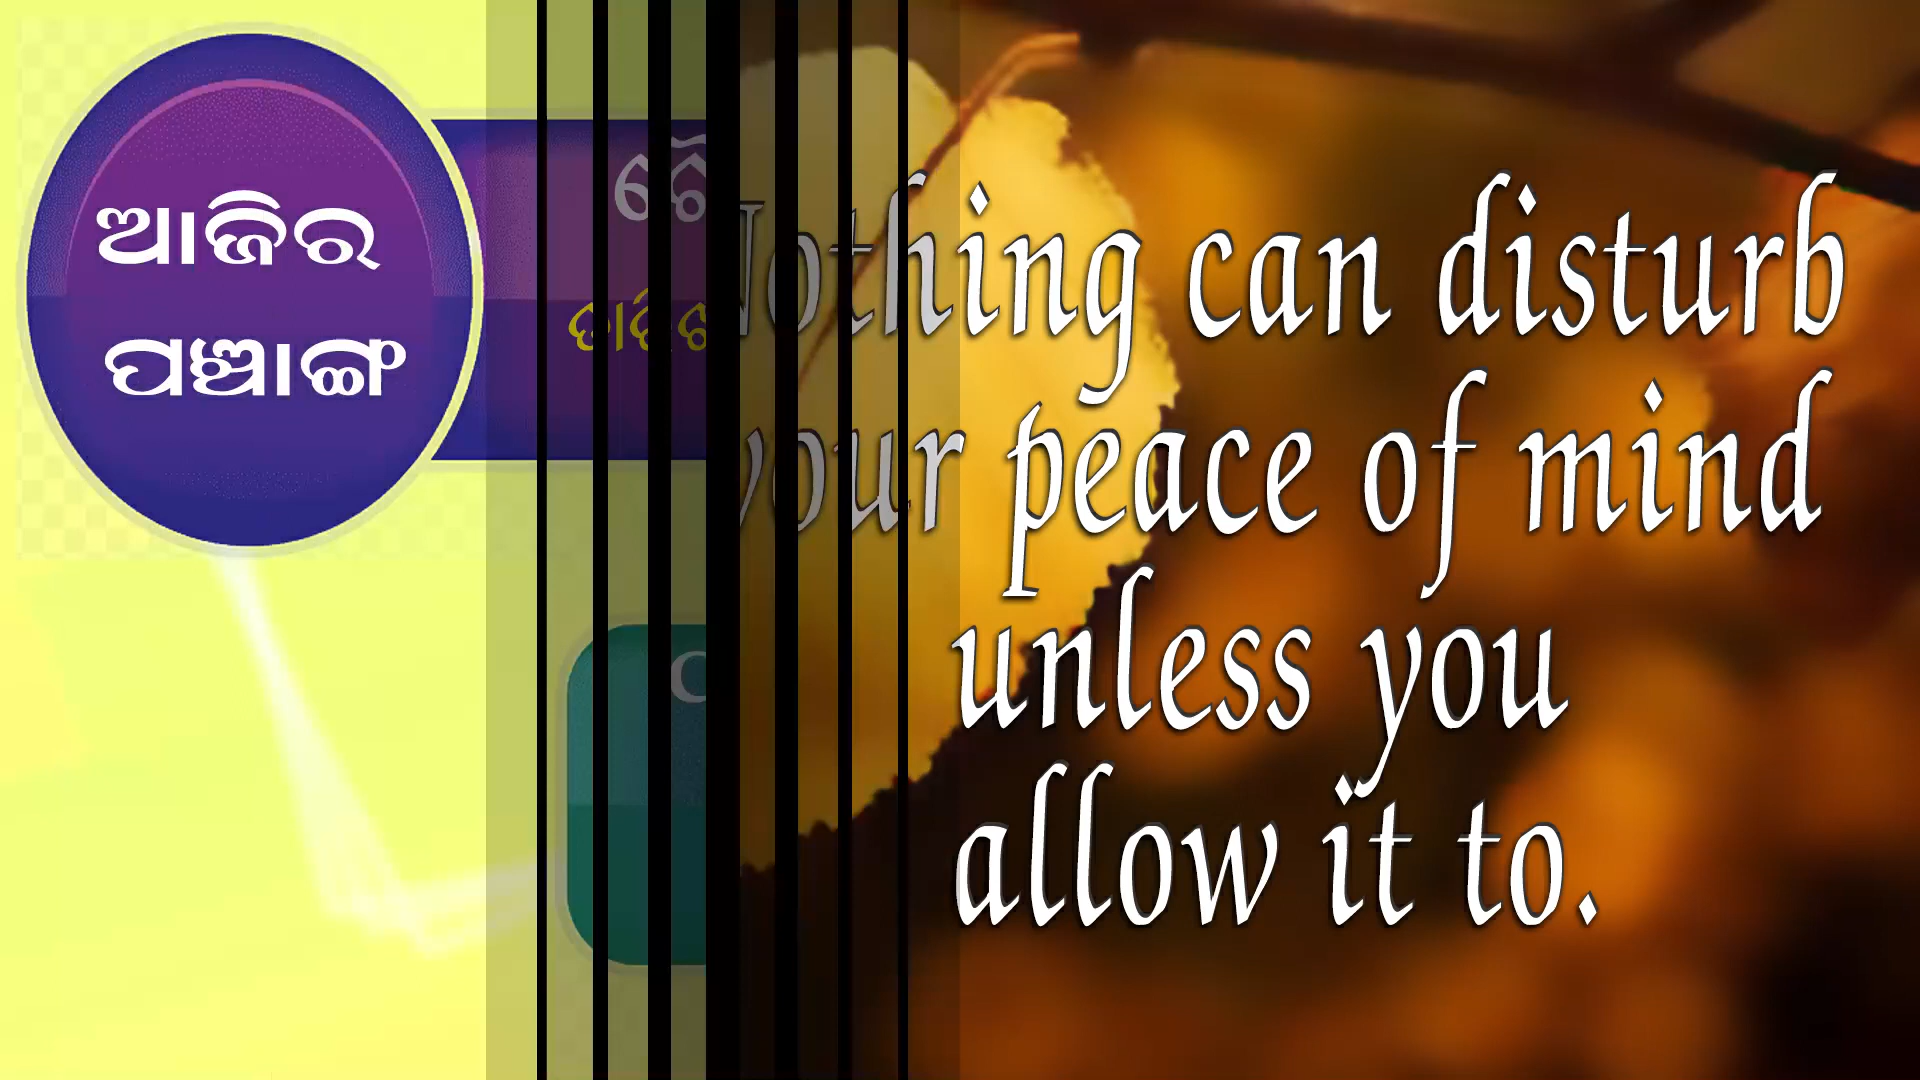 ଆଜିର
ପଞ୍ଚାଙ୍ଗ
Nothing can disturb
your peace of mind
unless you
allow it to.